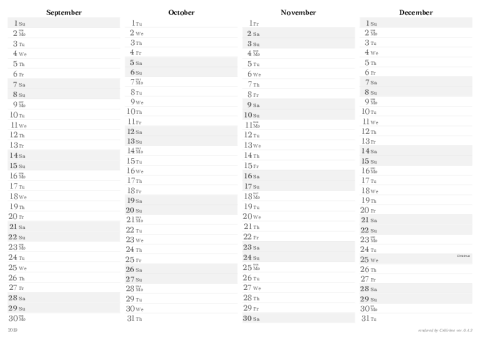 September
1 Su
2 Mo
3 Tu
4 We
5 Th
6 Fr
7 Sa
8 Su
9 Mo
10 Tu
11 We
12 Th
13 Fr
14 Sa
15 Su
16 Mo
17 Tu
18 We
19 Th
20 Fr
21 Sa
22 Su
23 Mo
24 Tu
25 We
26 Th
27 Fr
28 Sa
29 Su
30 Mo
October
1 Tu
2 We
3 Th
4 Fr
5 Sa
6 Su
7 Mo
8 Tu
9 We
10 Th
11 Fr
12 Sa
13 Su
14 Mo
15 Tu
16 We
17 Th
18 Fr
19 Sa
20 Su
21 Mo
22 Tu
23 We
24 Th
25 Fr
26 Sa
27 Su
28 Mo
29 Tu
30 We
31 Th
November
1 Fr
2 Sa
3 Su
4 Mo
5 Tu
6 We
7 Th
8 Fr
9 Sa
10 Su
11 Mo
12 Tu
13 We
14 Th
15 Fr
16 Sa
17 Su
18 Mo
19 Tu
20 We
21 Th
22 Fr
23 Sa
24 Su
25 Mo
26 Tu
27 We
28 Th
29 Fr
30 Sa
December
1 Su
2 Mo
3 Tu
4 We
5 Th
6 Fr
7 Sa
8 Su
9 Mo
10 Tu
11 We
12 Th
13 Fr
14 Sa
15 Su
16 Mo
17 Tu
18 We
19 Th
20 Fr
21 Sa
22 Su
23 Mo
24 Tu
25 We
26 Th
27 Fr
28 Sa
29 Su
30 Mo
31 Tu
created by